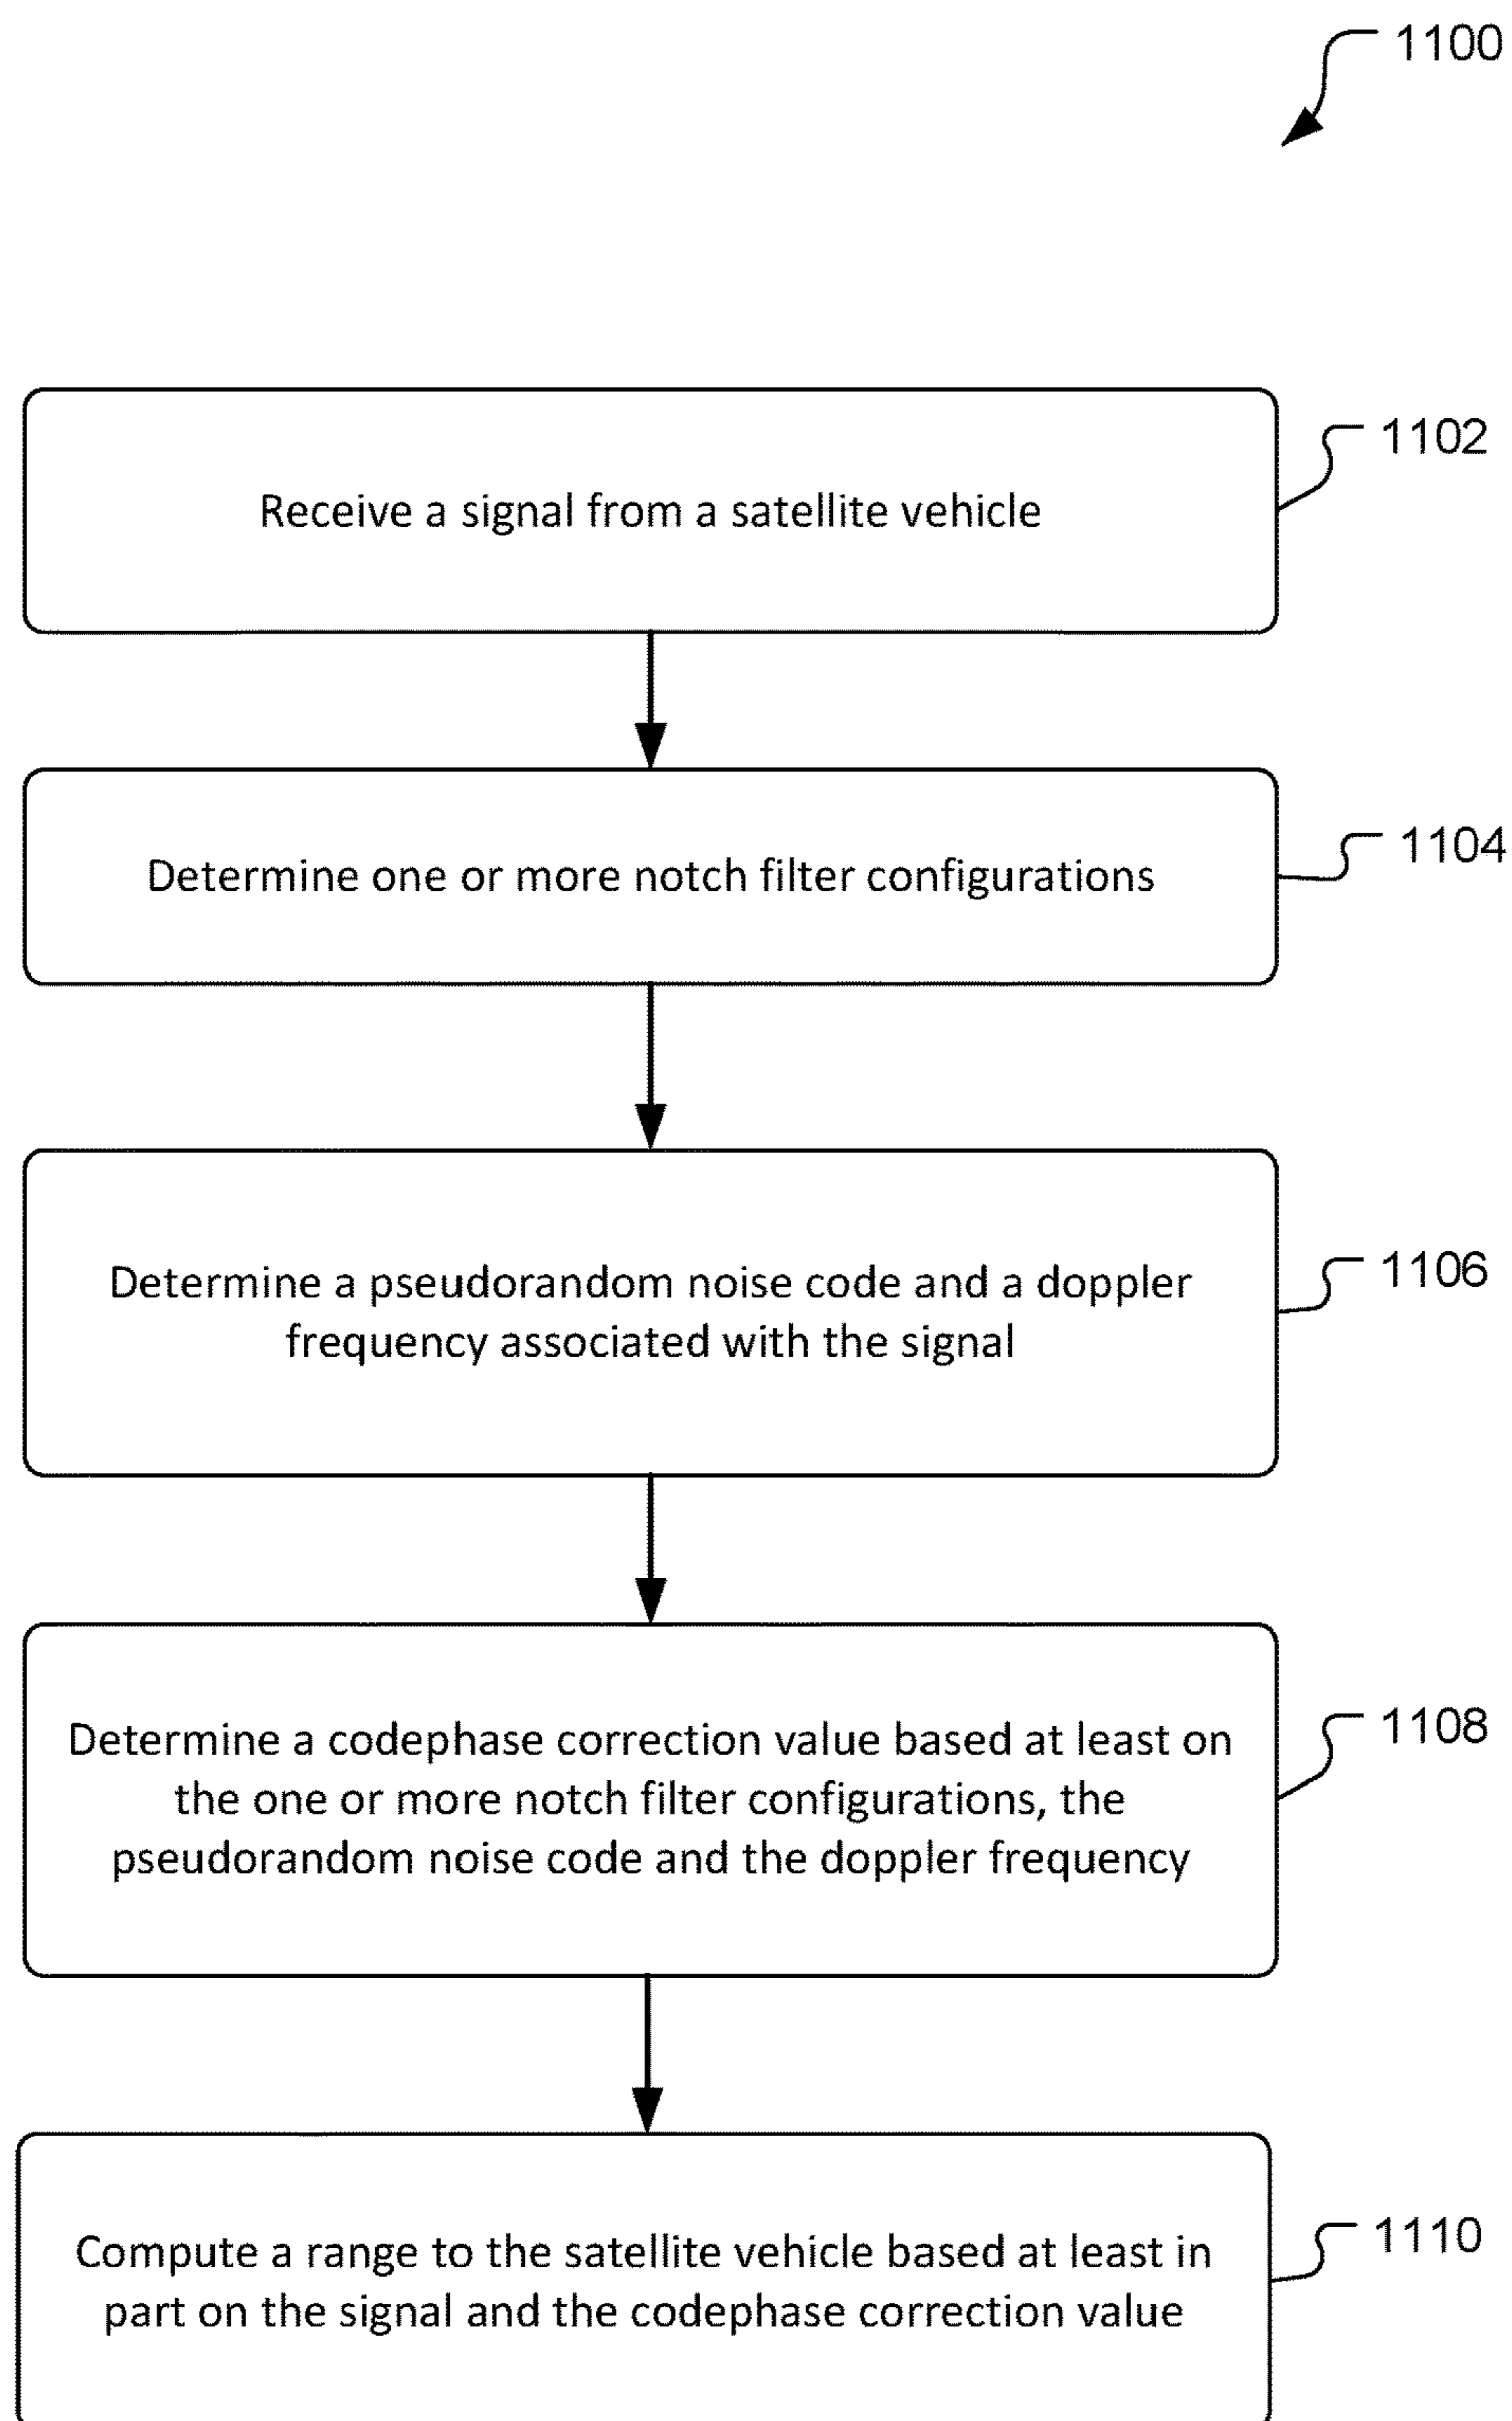 1100
Receive a signal from a satellite vehicle
1102
Determine one or more notch filter configurations
1104
Determine a pseudorandom noise code and a doppler
frequency associated with the signal
1106
Determine a codephase correction value based at least on
the one or more notch filter configurations, the
pseudorandom noise code and the doppler frequency
1108
Compute a range to the satellite vehicle based at least in
part on the signal and the codephase correction value
1110